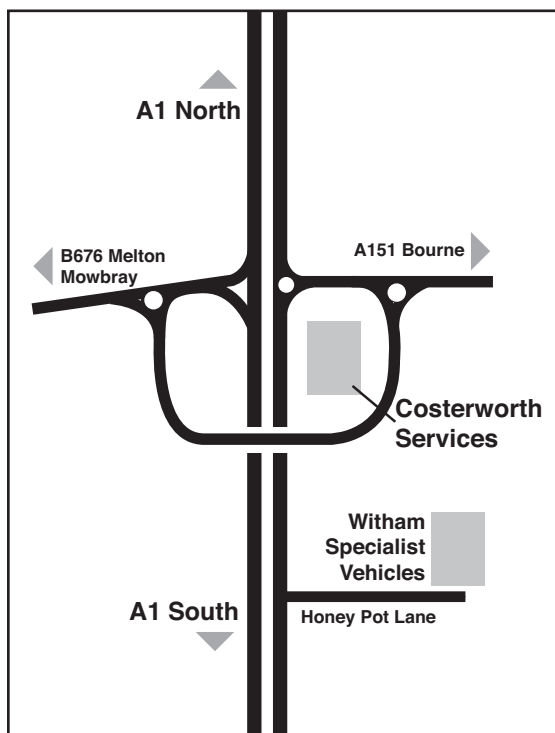 A1 North
B676 Melton
Mowbray
A151 Bourne
Costerworth
Services
Witham
Specialist
Vehicles
A1 South
Honey Pot Lane